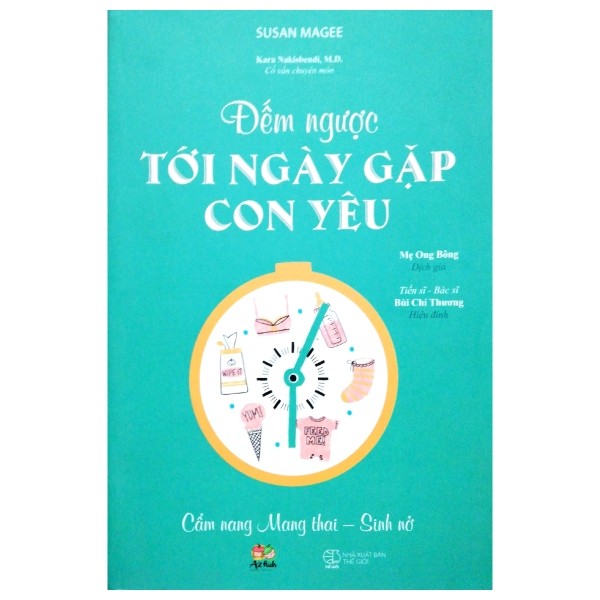 SUSAN MAGEE
Kara Nakisbendi, M.D.
Cố vấn chuyên môn
Đếm ngược
TỚI NGÀY GẶP
CON YÊU
Mẹ Ong Bông
Dịch giả
Tiến sĩ - Bác sĩ
Bùi Chí Thương
Hiệu đính
WIPES!
YUM!
FEED
ME!
Cẩm nang Mang thai – Sinh nở
NHÀ XUẤT BẢN
THẾ GIỚI